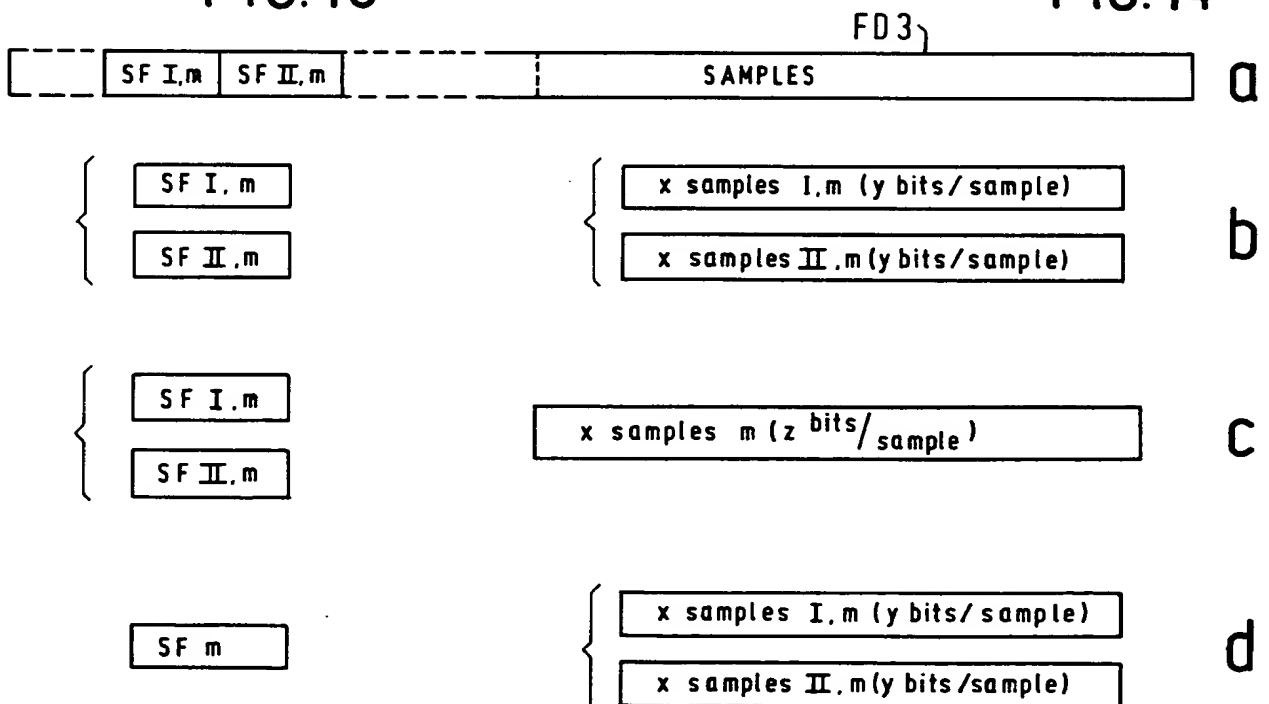 FD3
SF I,m SF II,m SAMPLES a
SF I, m x samples I,m (y bits/sample)
b
SF II,m x samples II,m (y bits/sample)
SF I,m
x samples m (z bits/sample) c
SF II,m
x samples I,m (y bits/sample)
SF m d
x samples II,m (y bits/sample)